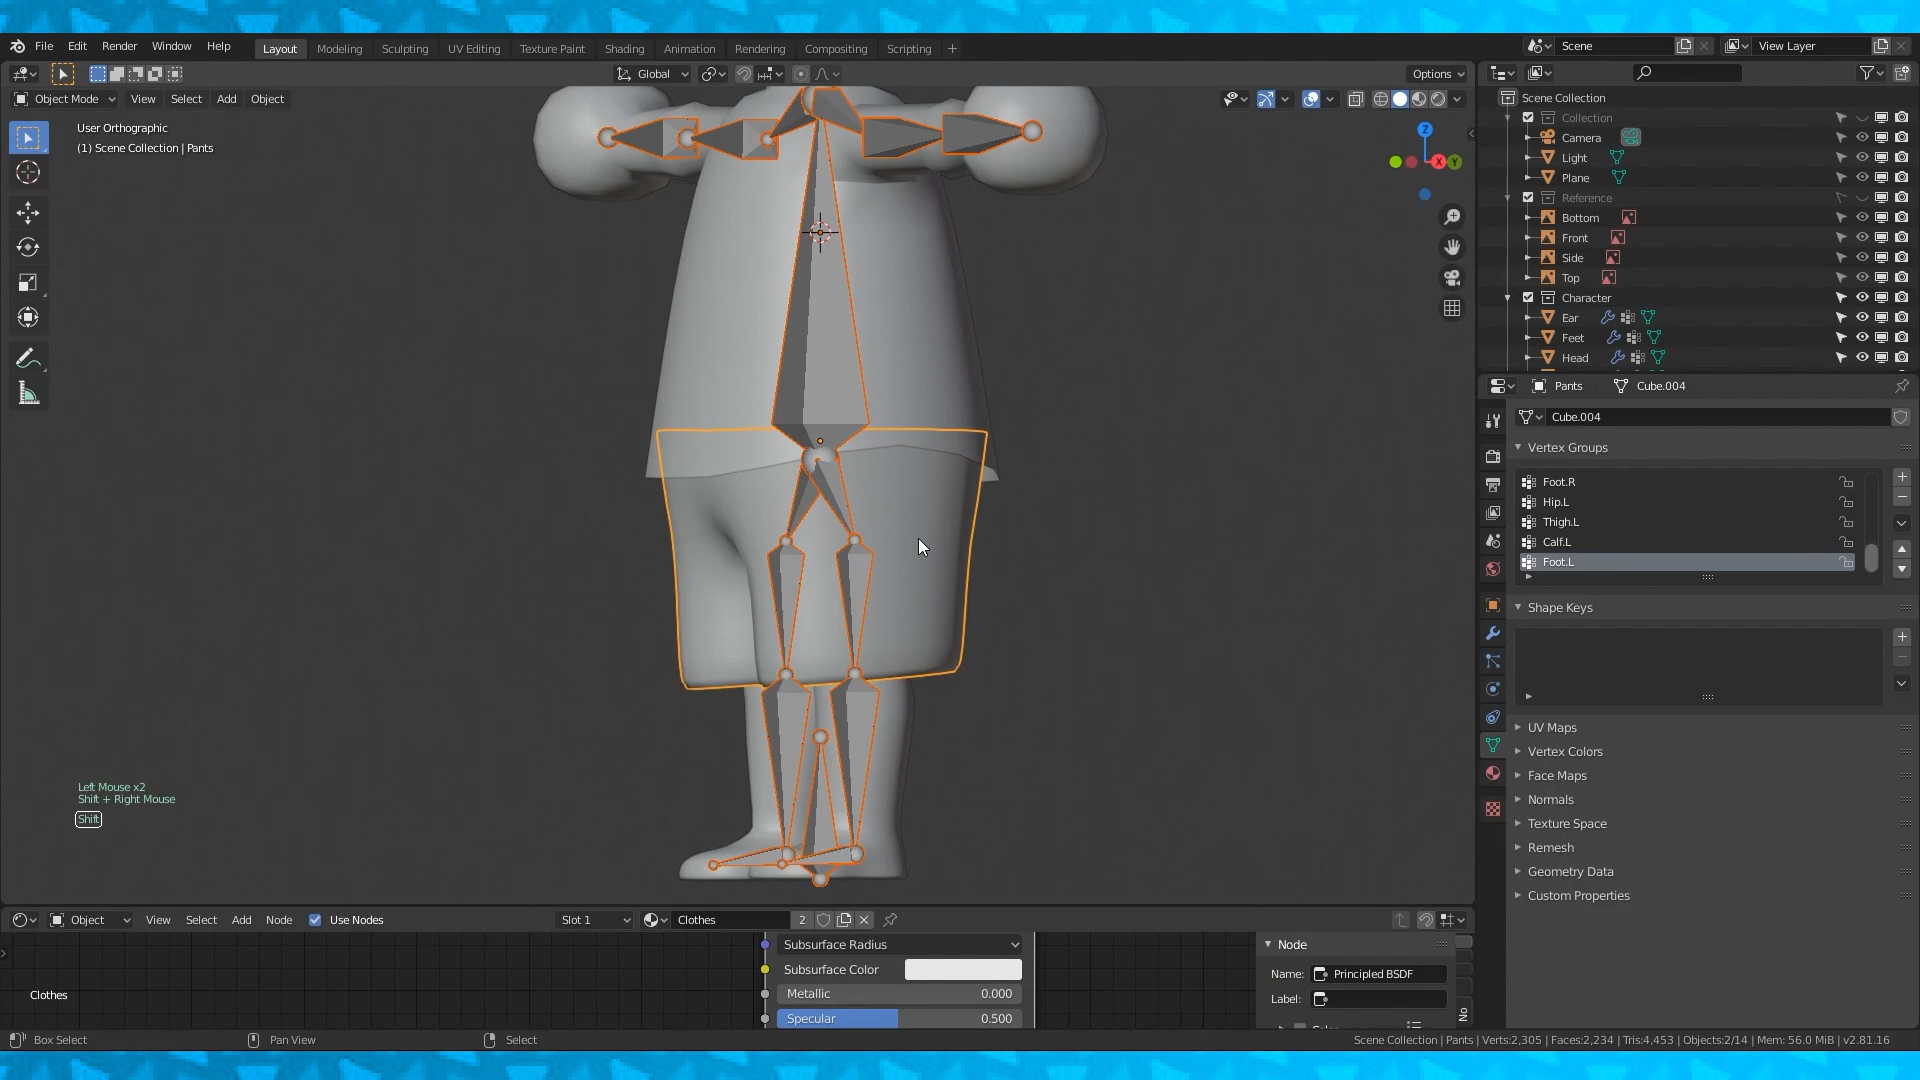 File Edit Render Window Help Layout Modeling Sculpting UV Editing Texture Paint Shading Animation Rendering Compositing Scripting Scene View Layer
Global Options
Object Mode View Select Add Object
User Orthographic
(1) Scene Collection | Pants
Z
X
Y
Scene Collection
Collection
Camera
Light
Plane
Reference
Bottom
Front
Side
Top
Character
Ear
Feet
Head
Pants Cube.004
Cube.004
Vertex Groups
Foot.R
Hip.L
Thigh.L
Calf.L
Foot.L
Shape Keys
UV Maps
Vertex Colors
Face Maps
Normals
Texture Space
Remesh
Geometry Data
Custom Properties
Left Mouse x2
Shift + Right Mouse
Shift
Object View Select Add Node Use Nodes Slot 1 Clothes 2
Subsurface Radius
Subsurface Color
Metallic 0.000
Specular 0.500
Node
Name: Principled BSDF
Label:
No
Clothes
Box Select Pan View Select Scene Collection | Pants | Verts:2,305 | Faces:2,234 | Tris:4,453 | Objects:2/14 | Mem: 56.0 MiB | v2.81.16